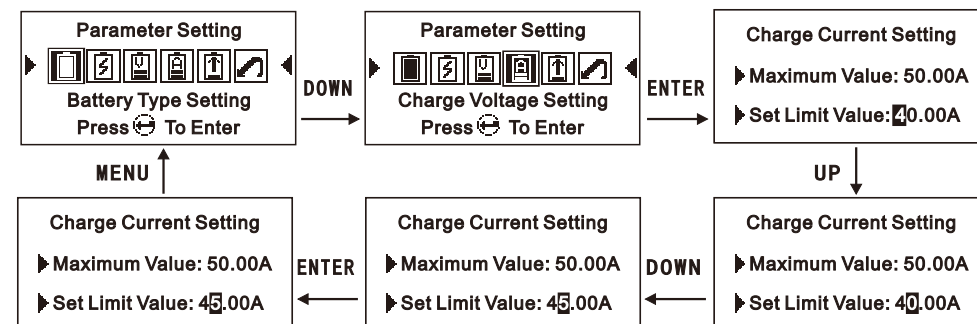 Parameter Setting
Battery Type Setting
Press To Enter
DOWN
Parameter Setting
Charge Voltage Setting
Press To Enter
ENTER
Charge Current Setting
Maximum Value: 50.00A
Set Limit Value: 40.00A
UP
Charge Current Setting
Maximum Value: 50.00A
Set Limit Value: 40.00A
DOWN
Charge Current Setting
Maximum Value: 50.00A
Set Limit Value: 45.00A
ENTER
Charge Current Setting
Maximum Value: 50.00A
Set Limit Value: 45.00A
MENU